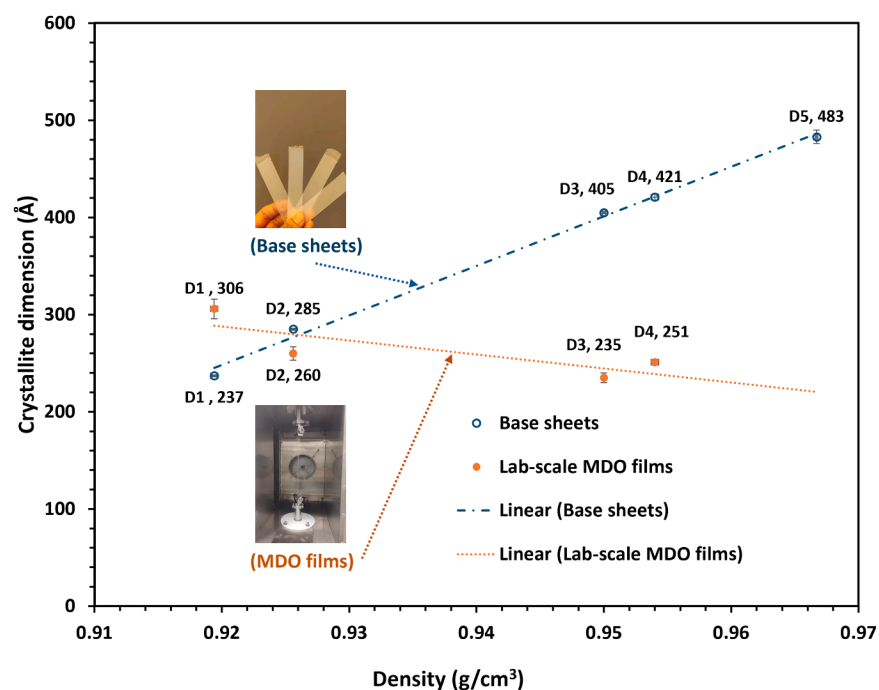 600
500
400
300
200
100
0
Crystallite dimension (Å)
D5, 483
D3, 405
D4, 421
(Base sheets)
D1 , 306
D2, 285
D3, 235
D4, 251
D2, 260
D1 , 237
Base sheets
Lab-scale MDO films
Linear (Base sheets)
(MDO films)
Linear (Lab-scale MDO films)
0.91
0.92
0.93
0.94
0.95
0.96
0.97
Density (g/cm³)